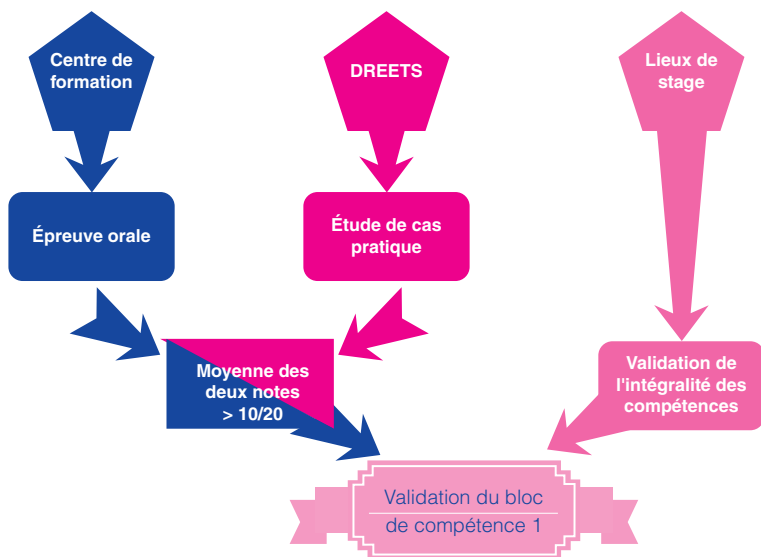 Centre de
formation
DREETS
Lieux de
stage
Épreuve orale
Étude de cas
pratique
Moyenne des
deux notes
> 10/20
Validation de
l'intégralité des
compétences
Validation du bloc
de compétence 1